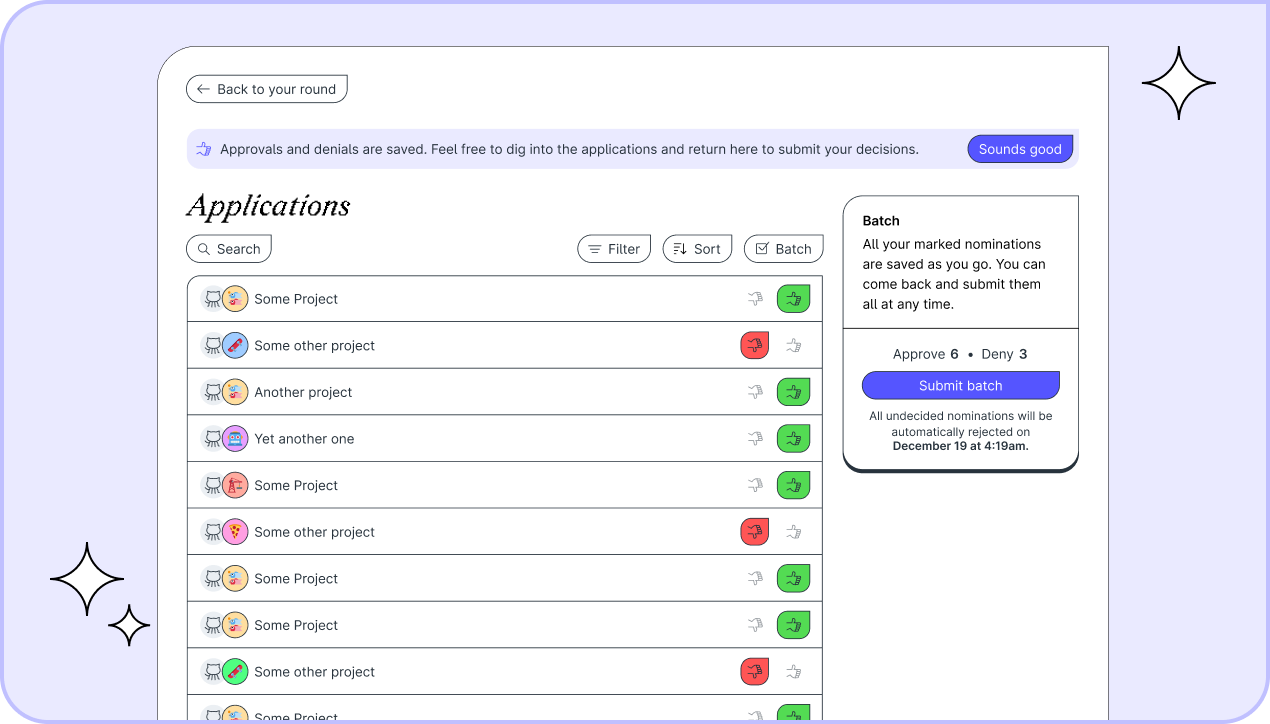 Back to your round
Approvals and denials are saved. Feel free to dig into the applications and return here to submit your decisions.
Sounds good
Applications
Search
Filter
Sort
Batch
Some Project
Some other project
Another project
Yet another one
Some Project
Some other project
Some Project
Some Project
Some other project
Some Project
Batch
All your marked nominations
are saved as you go. You can
come back and submit them
all at any time.
Approve 6 • Deny 3
Submit batch
All undecided nominations will be
automatically rejected on
December 19 at 4:19am.